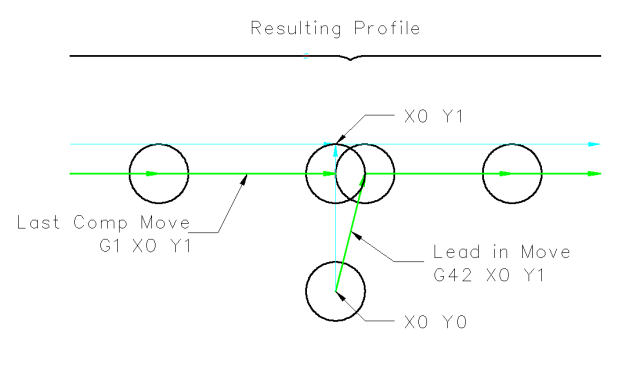 Resulting Profile
X0 Y1
Last Comp Move
G1 X0 Y1
Lead in Move
G42 X0 Y1
X0 Y0